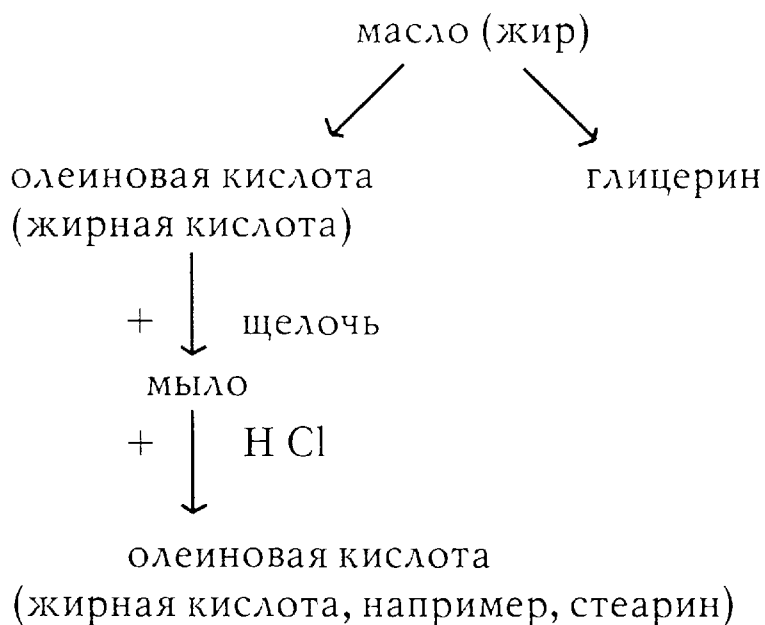 масло (жир)
олеиновая кислота глицерин
(жирная кислота)
+ щелочь
мыло
+ H Cl
олеиновая кислота
(жирная кислота, например, стеарин)